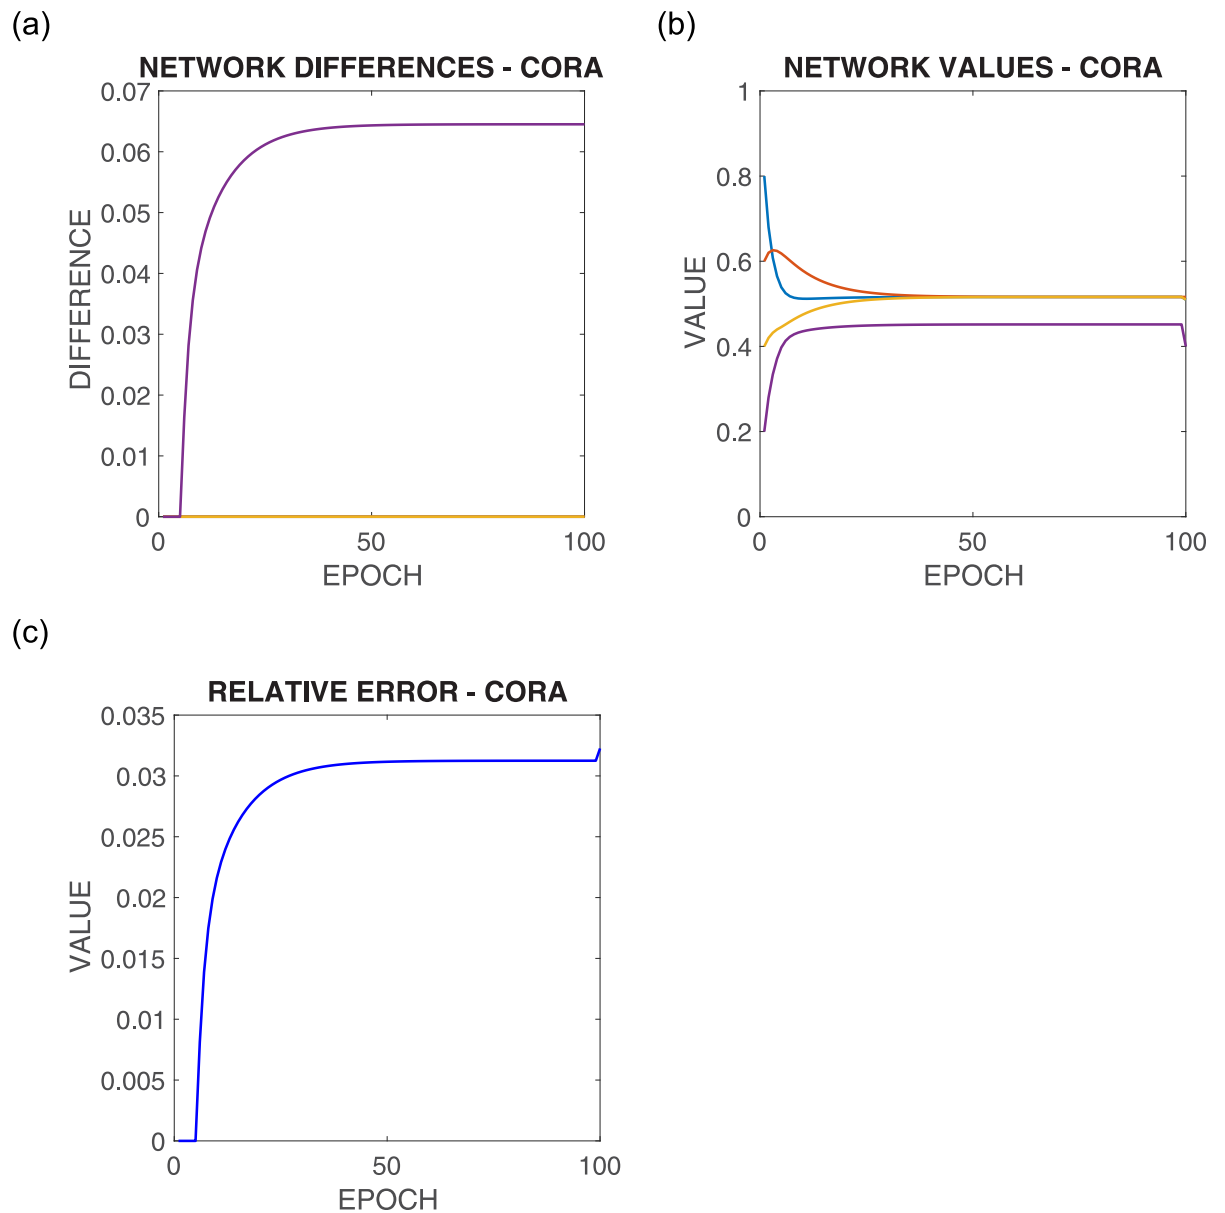 (a)
NETWORK DIFFERENCES - CORA
0.07
0.06
0.05
0.04
0.03
0.02
0.01
0
DIFFERENCE
0 50 100
EPOCH
(b)
NETWORK VALUES - CORA
1
0.8
0.6
0.4
0.2
0
VALUE
0 50 100
EPOCH
(c)
RELATIVE ERROR - CORA
0.035
0.03
0.025
0.02
0.015
0.01
0.005
0
VALUE
0 50 100
EPOCH